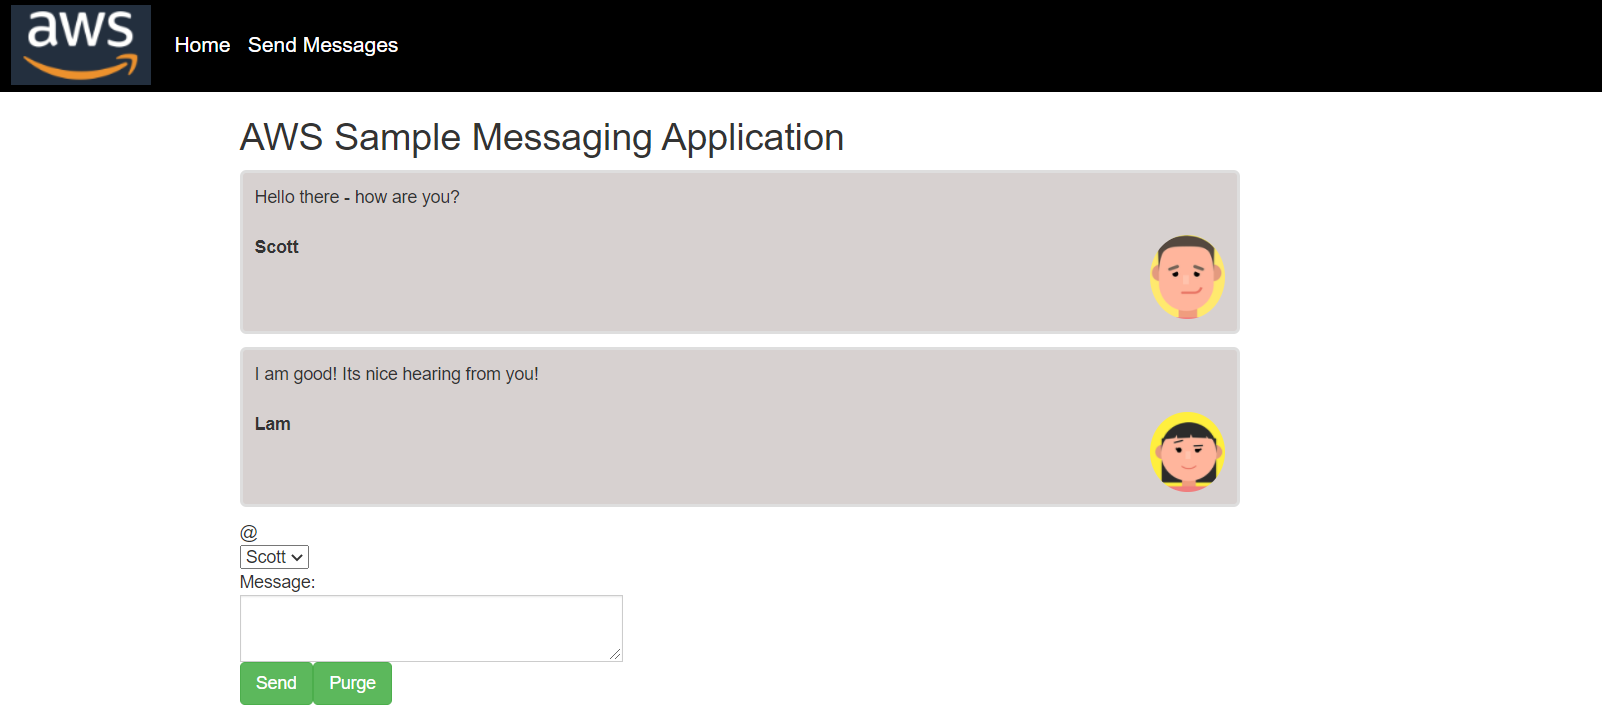 aws
Home Send Messages
AWS Sample Messaging Application
Hello there - how are you?
Scott
I am good! Its nice hearing from you!
Lam
@
Scott
Message:
Send Purge